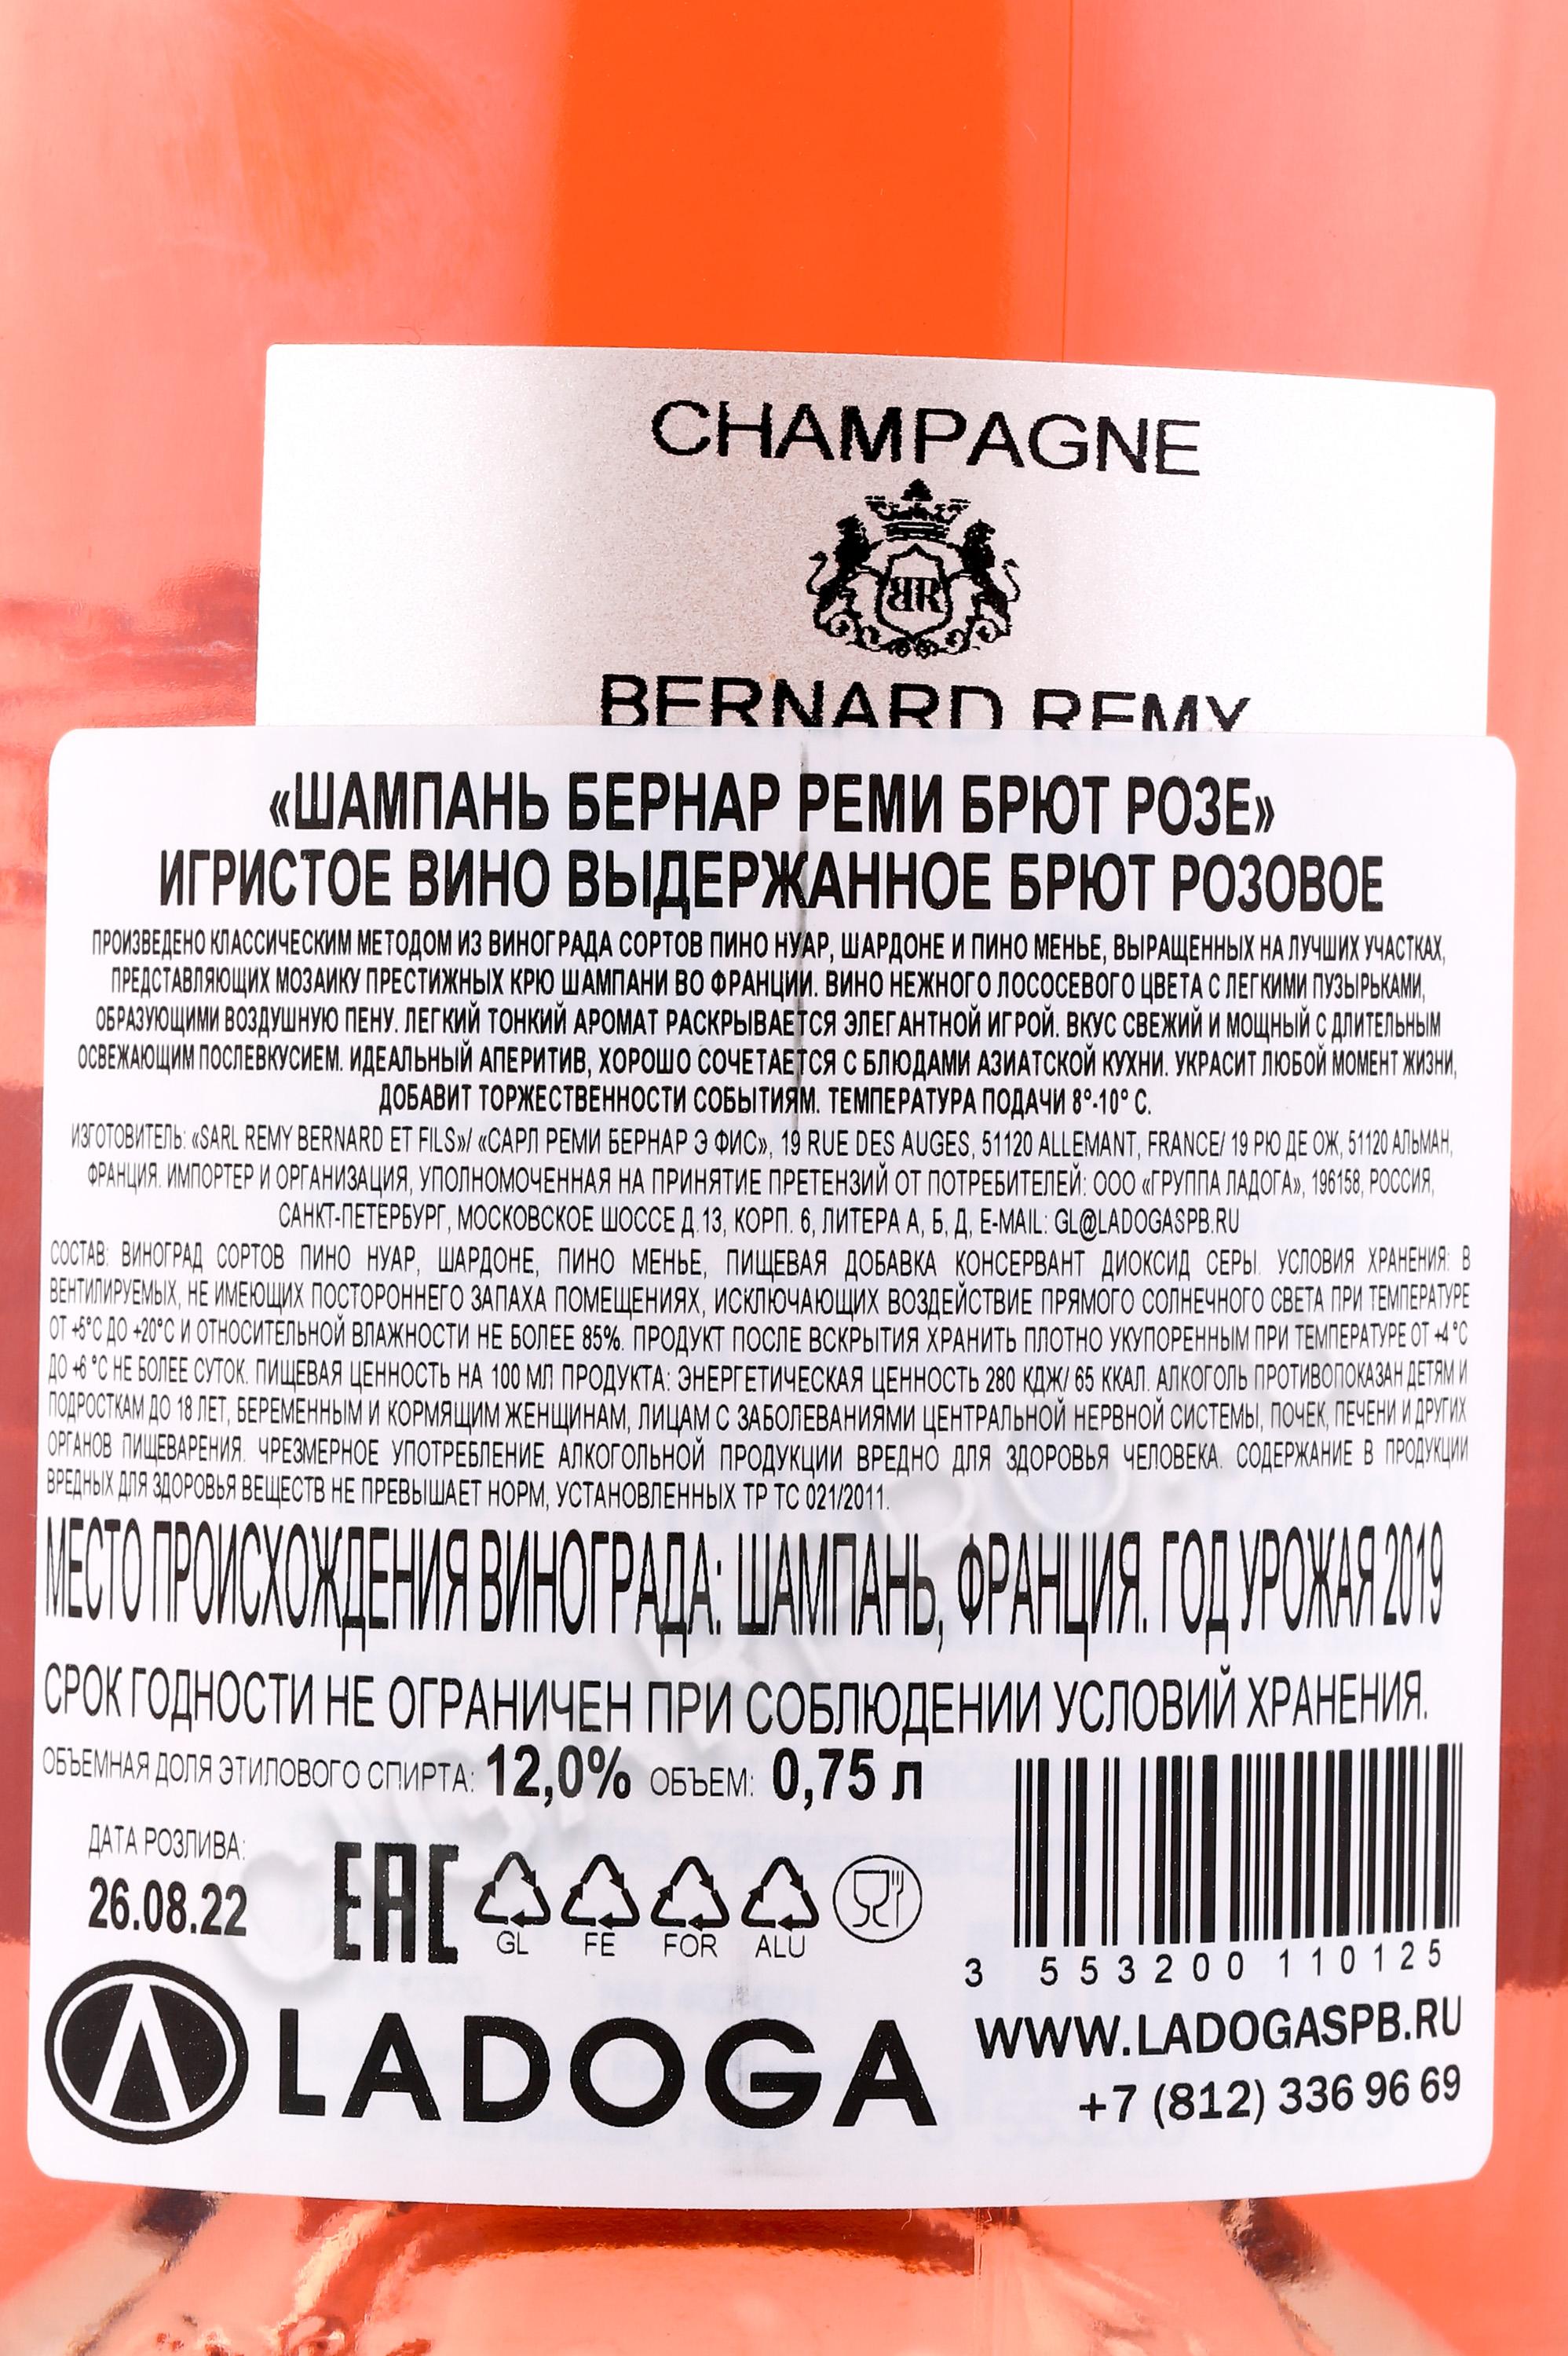 CHAMPAGNE
BR
BERNARD REMY
«ШАМПАНЬ БЕРНАР РЕМИ БРЮТ РОЗЕ»
ИГРИСТОЕ ВИНО ВЫДЕРЖАННОЕ БРЮТ РОЗОВОЕ
ПРОИЗВЕДЕНО КЛАССИЧЕСКИМ МЕТОДОМ ИЗ ВИНОГРАДА СОРТОВ ПИНО НУАР, ШАРДОНЕ И ПИНО МЕНЬЕ, ВЫРАЩЕННЫХ НА ЛУЧШИХ УЧАСТКАХ,
ПРЕДСТАВЛЯЮЩИХ МОЗАИКУ ПРЕСТИЖНЫХ КРЮ ШАМПАНИ ВО ФРАНЦИИ. ВИНО НЕЖНОГО ЛОСОСЕВОГО ЦВЕТА С ЛЕГКИМИ ПУЗЫРЬКАМИ,
ОБРАЗУЮЩИМИ ВОЗДУШНУЮ ПЕНУ. ЛЕГКИЙ ТОНКИЙ АРОМАТ РАСКРЫВАЕТСЯ ЭЛЕГАНТНОЙ ИГРОЙ. ВКУС СВЕЖИЙ И МОЩНЫЙ С ДЛИТЕЛЬНЫМ
ОСВЕЖАЮЩИМ ПОСЛЕВКУСИЕМ. ИДЕАЛЬНЫЙ АПЕРИТИВ, ХОРОШО СОЧЕТАЕТСЯ С БЛЮДАМИ АЗИАТСКОЙ КУХНИ. УКРАСИТ ЛЮБОЙ МОМЕНТ ЖИЗНИ,
ДОБАВИТ ТОРЖЕСТВЕННОСТИ СОБЫТИЯМ. ТЕМПЕРАТУРА ПОДАЧИ 8°-10° С.
ИЗГОТОВИТЕЛЬ: «SARL REMY BERNARD ET FILS»/ «САРЛ РЕМИ БЕРНАР Э ФИС», 19 RUE DES AUGES, 51120 ALLEMANT, FRANCE/ 19 РЮ ДЕ ОЖ, 51120 АЛЬМАН,
ФРАНЦИЯ. ИМПОРТЕР И ОРГАНИЗАЦИЯ, УПОЛНОМОЧЕННАЯ НА ПРИНЯТИЕ ПРЕТЕНЗИЙ ОТ ПОТРЕБИТЕЛЕЙ: ООО «ГРУППА ЛАДОГА», 196158, РОССИЯ,
САНКТ-ПЕТЕРБУРГ, МОСКОВСКОЕ ШОССЕ Д.13, КОРП. 6, ЛИТЕРА А, Б, Д, E-MAIL: GL@LADOGASPB.RU
СОСТАВ: ВИНОГРАД СОРТОВ ПИНО НУАР, ШАРДОНЕ, ПИНО МЕНЬЕ, ПИЩЕВАЯ ДОБАВКА КОНСЕРВАНТ ДИОКСИД СЕРЫ. УСЛОВИЯ ХРАНЕНИЯ: В
ВЕНТИЛИРУЕМЫХ, НЕ ИМЕЮЩИХ ПОСТОРОННЕГО ЗАПАХА ПОМЕЩЕНИЯХ, ИСКЛЮЧАЮЩИХ ВОЗДЕЙСТВИЕ ПРЯМОГО СОЛНЕЧНОГО СВЕТА ПРИ ТЕМПЕРАТУРЕ
ОТ +5°С ДО +20°С И ОТНОСИТЕЛЬНОЙ ВЛАЖНОСТИ НЕ БОЛЕЕ 85%. ПРОДУКТ ПОСЛЕ ВСКРЫТИЯ ХРАНИТЬ ПЛОТНО УКУПОРЕННЫМ ПРИ ТЕМПЕРАТУРЕ ОТ +4 °С
ДО +6 °С НЕ БОЛЕЕ СУТОК. ПИЩЕВАЯ ЦЕННОСТЬ НА 100 МЛ ПРОДУКТА: ЭНЕРГЕТИЧЕСКАЯ ЦЕННОСТЬ 280 КДЖ/ 65 ККАЛ. АЛКОГОЛЬ ПРОТИВОПОКАЗАН ДЕТЯМ И
ПОДРОСТКАМ ДО 18 ЛЕТ, БЕРЕМЕННЫМ И КОРМЯЩИМ ЖЕНЩИНАМ, ЛИЦАМ С ЗАБОЛЕВАНИЯМИ ЦЕНТРАЛЬНОЙ НЕРВНОЙ СИСТЕМЫ, ПОЧЕК, ПЕЧЕНИ И ДРУГИХ
ОРГАНОВ ПИЩЕВАРЕНИЯ. ЧРЕЗМЕРНОЕ УПОТРЕБЛЕНИЕ АЛКОГОЛЬНОЙ ПРОДУКЦИИ ВРЕДНО ДЛЯ ЗДОРОВЬЯ ЧЕЛОВЕКА. СОДЕРЖАНИЕ В ПРОДУКЦИИ
ВРЕДНЫХ ДЛЯ ЗДОРОВЬЯ ВЕЩЕСТВ НЕ ПРЕВЫШАЕТ НОРМ, УСТАНОВЛЕННЫХ ТР ТС 021/2011.
МЕСТО ПРОИСХОЖДЕНИЯ ВИНОГРАДА: ШАМПАНЬ, ФРАНЦИЯ. ГОД УРОЖАЯ 2019
СРОК ГОДНОСТИ НЕ ОГРАНИЧЕН ПРИ СОБЛЮДЕНИИ УСЛОВИЙ ХРАНЕНИЯ.
ОБЪЕМНАЯ ДОЛЯ ЭТИЛОВОГО СПИРТА: 12,0% ОБЪЕМ: 0,75 л
ДАТА РОЗЛИВА:
26.08.22
EAC
GL FE FOR ALU
3 553200 110125
LADOGA
WWW.LADOGASPB.RU
+7 (812) 336 96 69